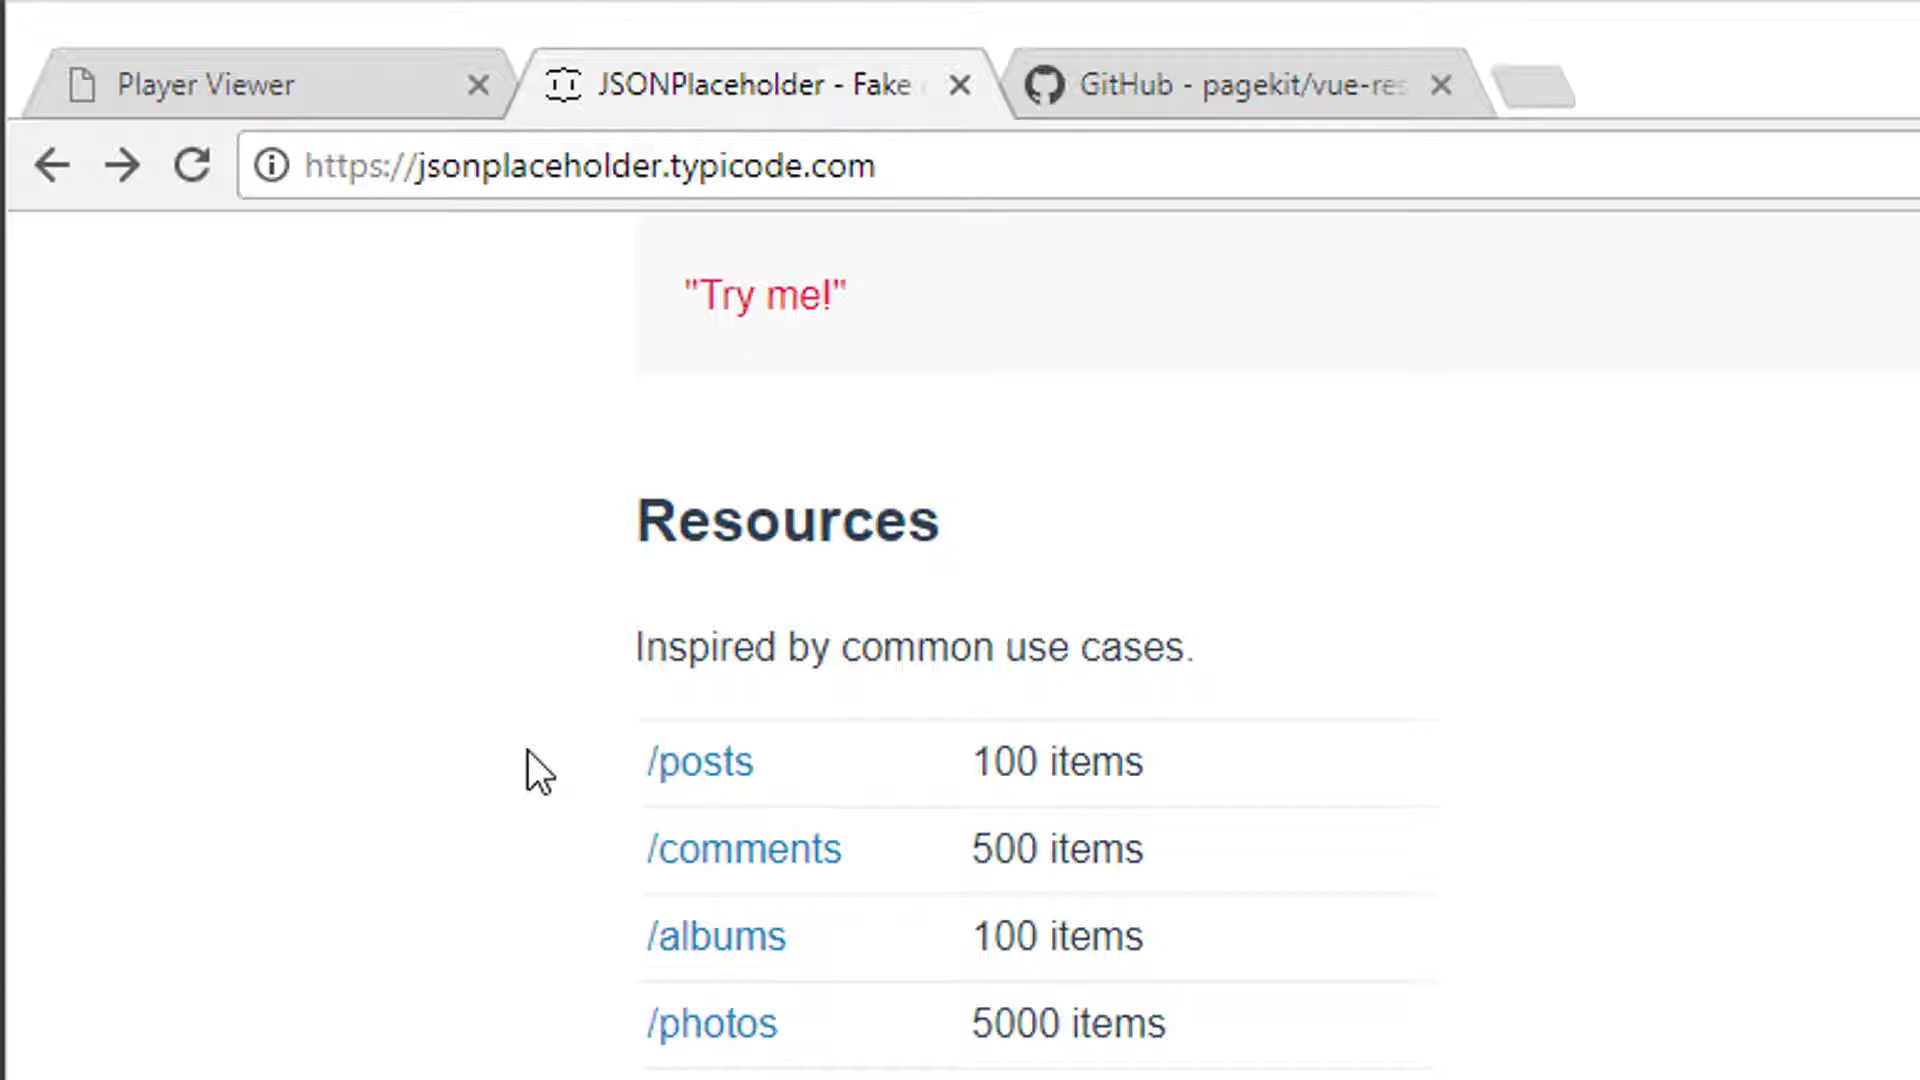 Player Viewer
JSONPlaceholder - Fake
GitHub - pagekit/vue-res
https://jsonplaceholder.typicode.com
"Try me!"
Resources
Inspired by common use cases.
/posts 100 items
/comments 500 items
/albums 100 items
/photos 5000 items